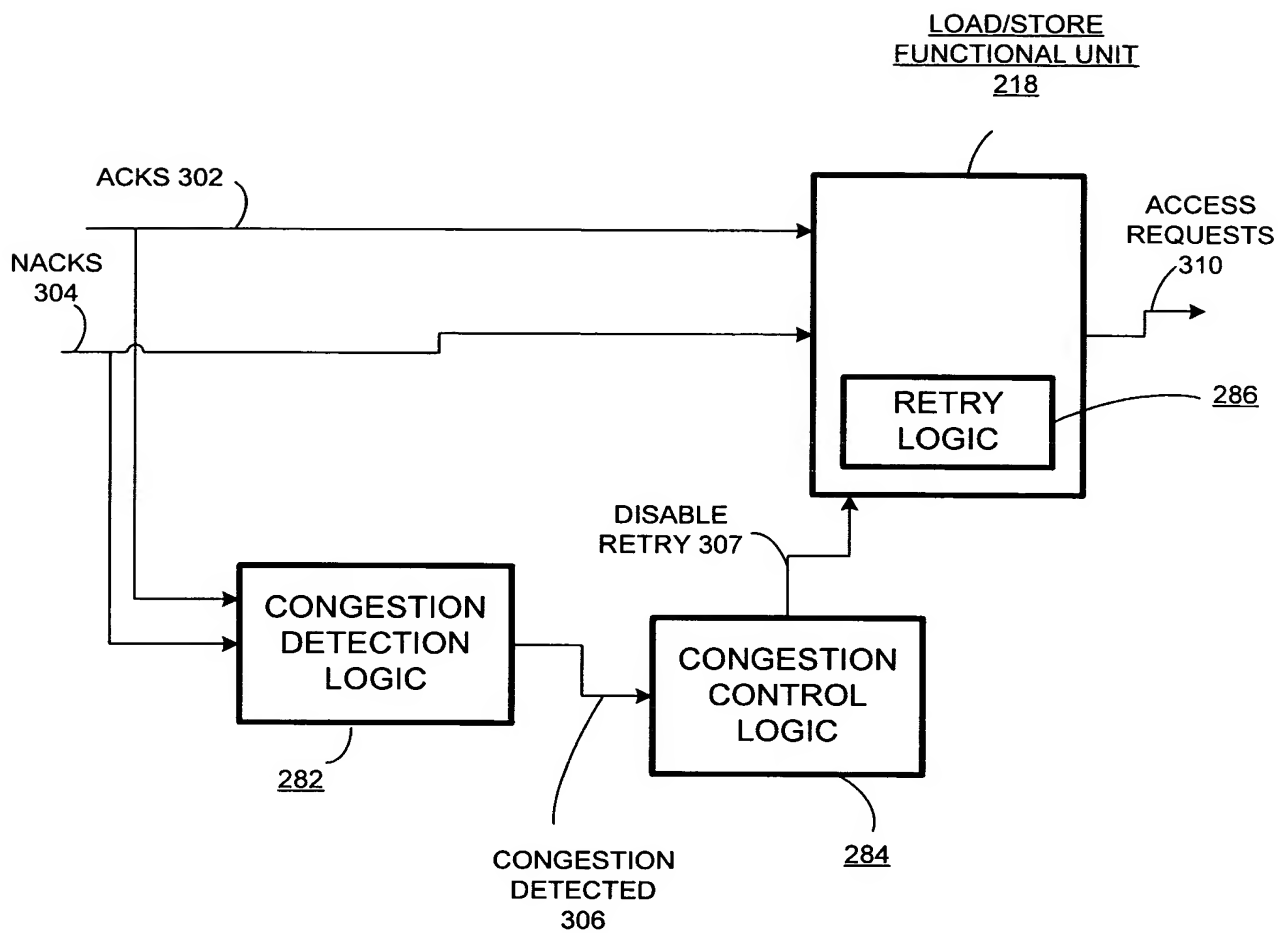 LOAD/STORE
FUNCTIONAL UNIT
218
ACKS 302
ACCESS
REQUESTS
310
NACKS
304
RETRY
LOGIC
286
DISABLE
RETRY 307
CONGESTION
DETECTION
LOGIC
CONGESTION
CONTROL
LOGIC
282
284
CONGESTION
DETECTED
306